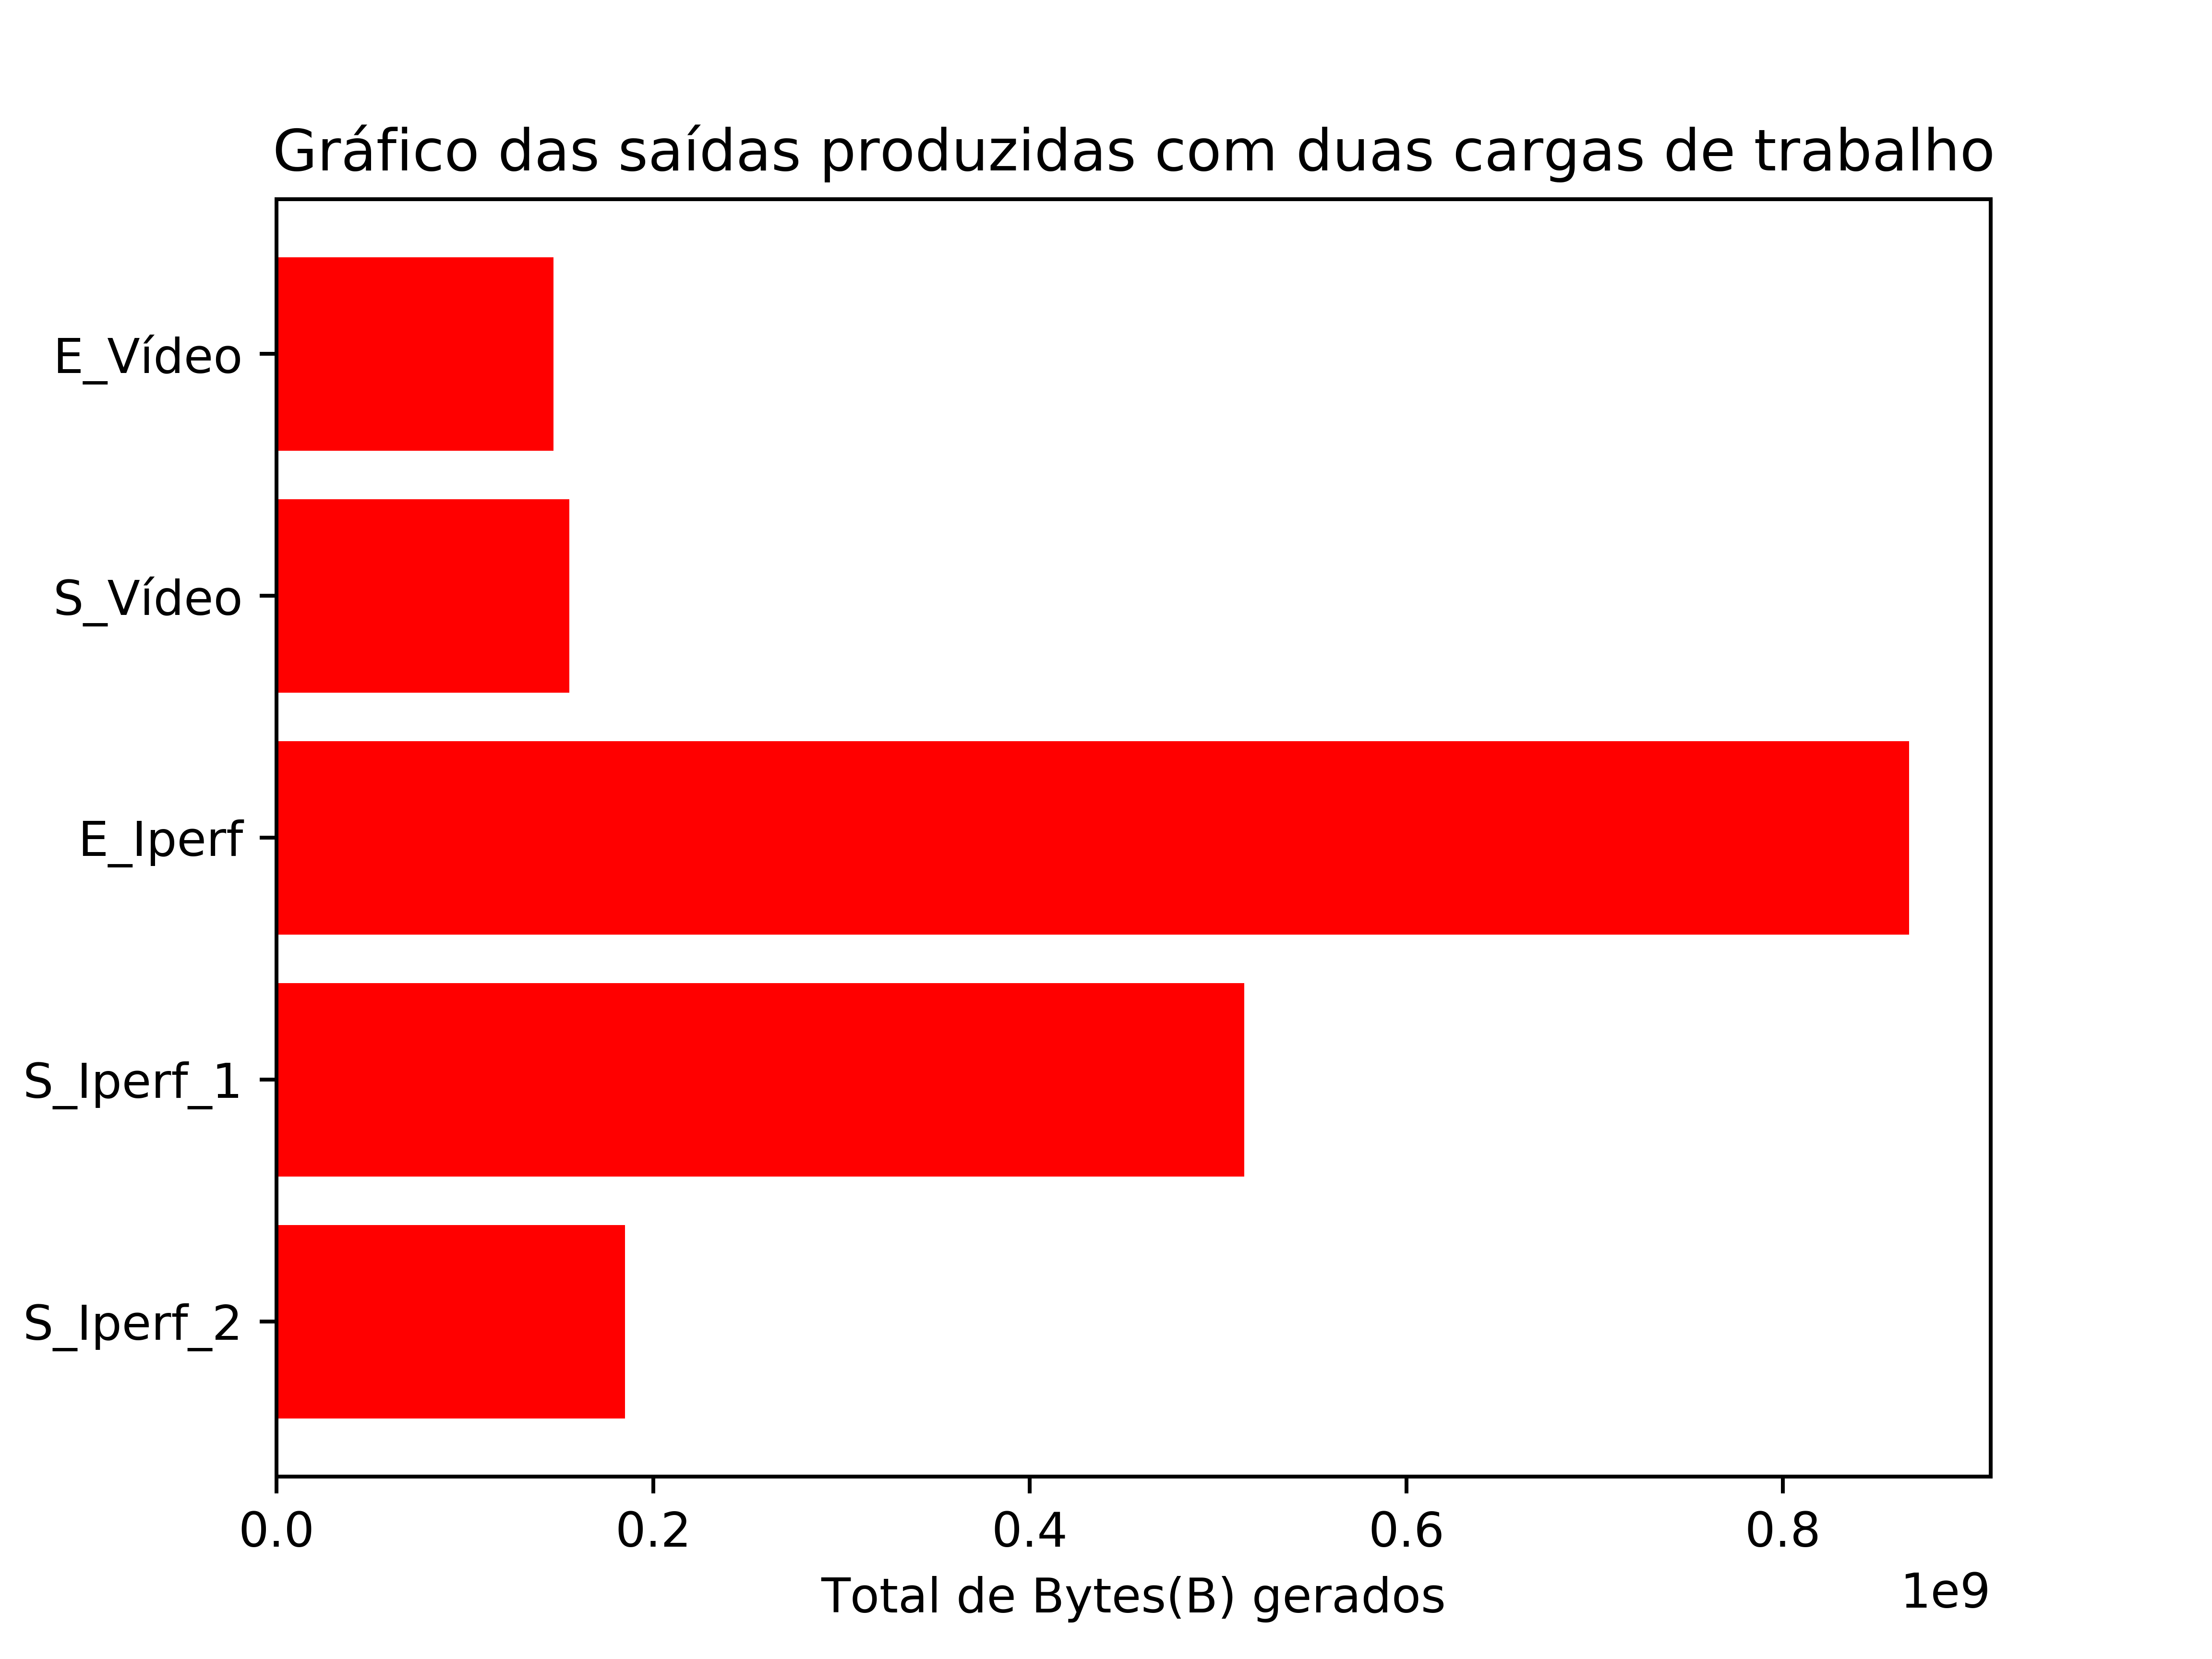 Gráfico das saídas produzidas com duas cargas de trabalho
E_Vídeo
S_Vídeo
E_Iperf
S_Iperf_1
S_Iperf_2
0.0 0.2 0.4 0.6 0.8
Total de Bytes(B) gerados
1e9